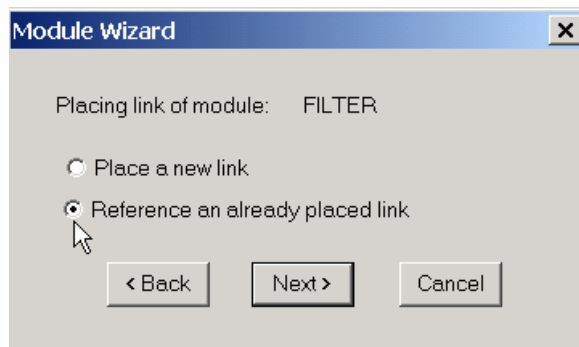 Module Wizard
Placing link of module: FILTER
Place a new link
Reference an already placed link
< Back Next > Cancel